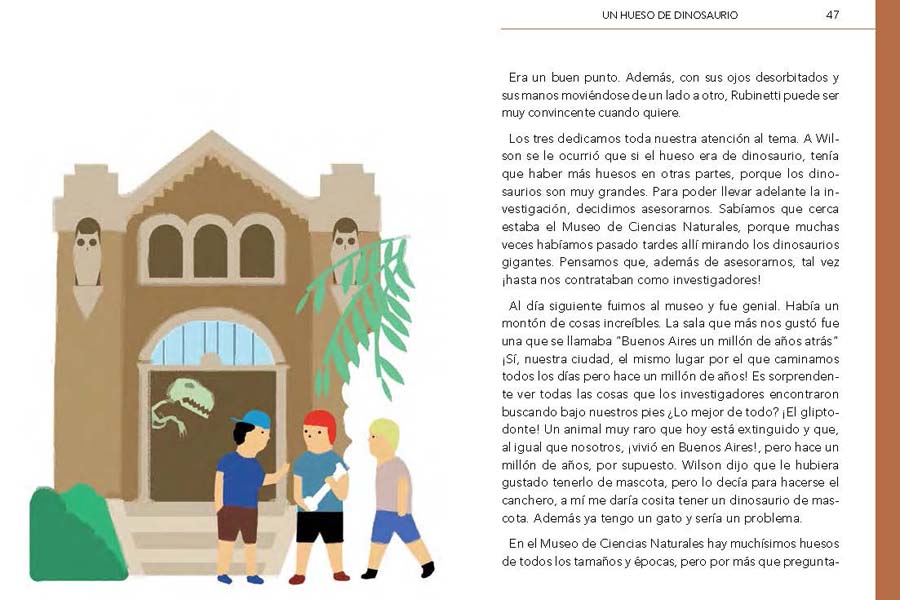 UN HUESO DE DINOSAURIO 47
Era un buen punto. Además, con sus ojos desorbitados y
sus manos moviéndose de un lado a otro, Rubinetti puede ser
muy convincente cuando quiere.
Los tres dedicamos toda nuestra atención al tema. A Wil-
son se le ocurrió que si el hueso era de dinosaurio, tenía
que haber más huesos en otras partes, porque los dino-
saurios son muy grandes. Para poder llevar adelante la in-
vestigación, decidimos asesorarnos. Sabíamos que cerca
estaba el Museo de Ciencias Naturales, porque muchas
veces habíamos pasado tardes allí mirando los dinosaurios
gigantes. Pensamos que, además de asesorarnos, tal vez
¡hasta nos contrataban como investigadores!
Al día siguiente fuimos al museo y fue genial. Había un
montón de cosas increíbles. La sala que más nos gustó fue
una que se llamaba "Buenos Aires un millón de años atrás"
¡Sí, nuestra ciudad, el mismo lugar por el que caminamos
todos los días pero hace un millón de años! Es sorprenden-
te ver todas las cosas que los investigadores encontraron
buscando bajo nuestros pies ¿Lo mejor de todo? ¡El glipto-
donte! Un animal muy raro que hoy está extinguido y que,
al igual que nosotros, ¡vivió en Buenos Aires!, pero hace un
millón de años, por supuesto. Wilson dijo que le hubiera
gustado tenerlo de mascota, pero lo decía para hacerse el
canchero, a mí me daría cosita tener un dinosaurio de mas-
cota. Además ya tengo un gato y sería un problema.
En el Museo de Ciencias Naturales hay muchísimos huesos
de todos los tamaños y épocas, pero por más que pregunta-